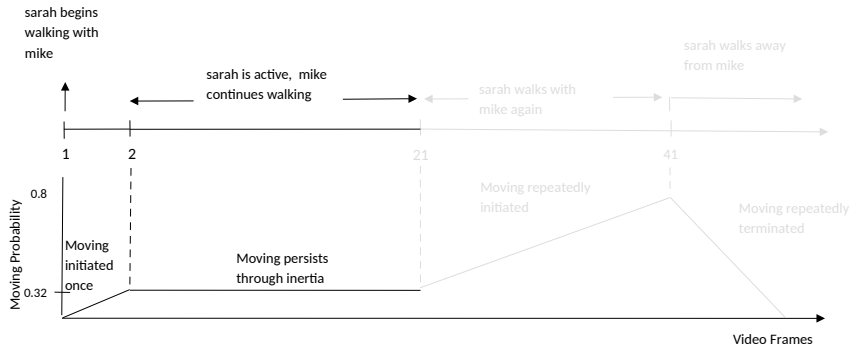 sarah begins
walking with
mike
sarah is active, mike
continues walking
sarah walks with
mike again
sarah walks away
from mike
1
2
21
41
Moving Probability
0.8
0.32
Moving
initiated
once
Moving persists
through inertia
Moving repeatedly
initiated
Moving repeatedly
terminated
Video Frames